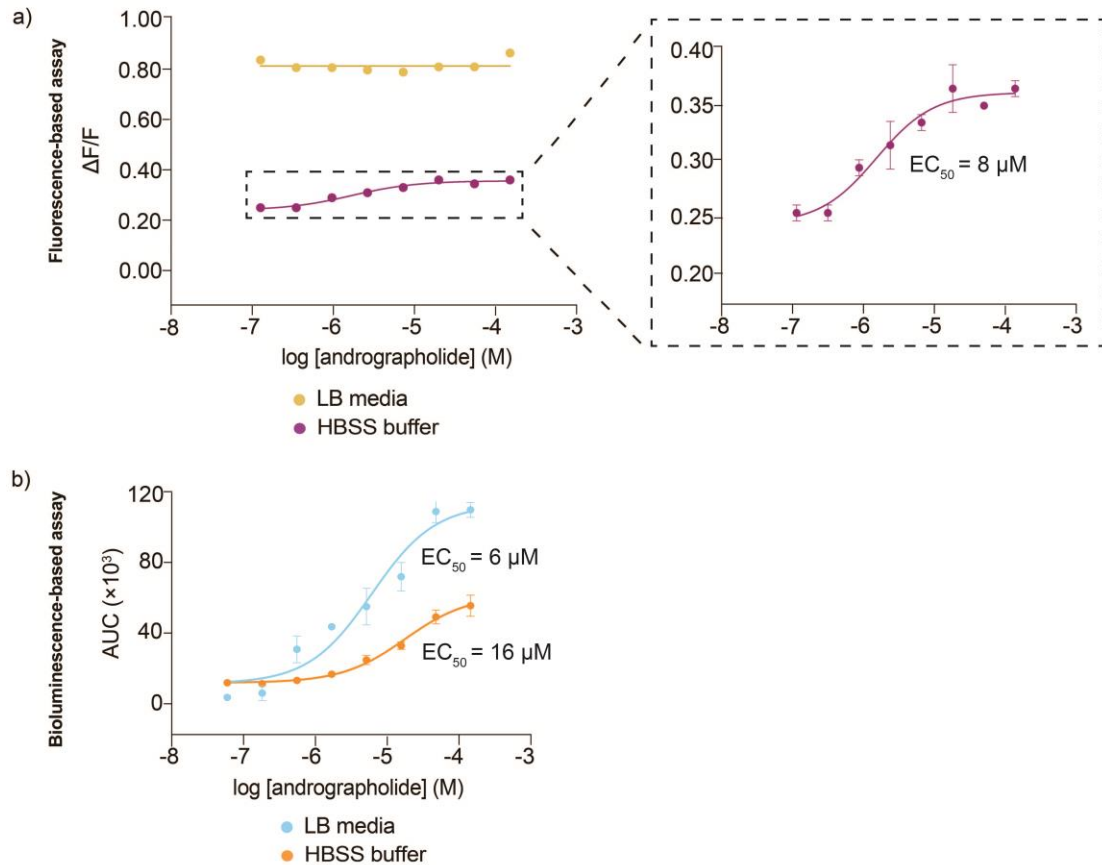 a)
Fluorescence-based assay
ΔF/F
1.00
0.80
0.60
0.40
0.20
0.00
-8 -7 -6 -5 -4 -3
log [andrographolide] (M)
LB media
HBSS buffer
0.40
0.35
0.30
0.25
0.20
EC₅₀ = 8 µM
-8 -7 -6 -5 -4 -3
b)
Bioluminescence-based assay
AUC (×10³)
120
80
40
0
EC₅₀ = 6 µM
EC₅₀ = 16 µM
-8 -7 -6 -5 -4 -3
log [andrographolide] (M)
LB media
HBSS buffer